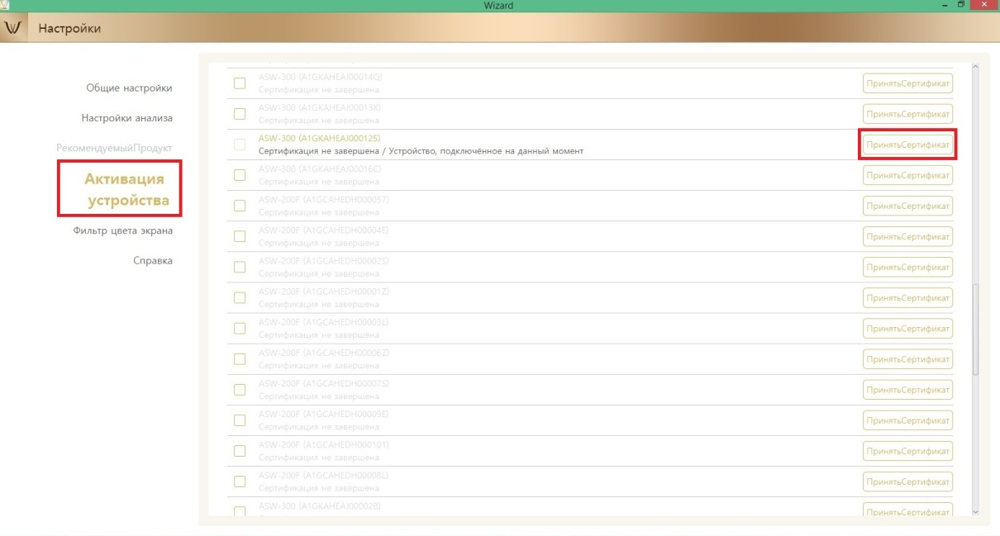 Wizard
Настройки
Общие настройки
Настройки анализа
РекомендуемыйПродукт
Активация
устройства
Фильтр цвета экрана
Справка
ASW-300 (A1GKAHEAJ00014Q)
Сертификация не завершена
ПринятьСертификат
ASW-300 (A1GKAHEAJ00013X)
Сертификация не завершена
ПринятьСертификат
ASW-300 (A1GKAHEAJ000125)
Сертификация не завершена / Устройство, подключённое на данный момент
ПринятьСертификат
ASW-300 (A1GKAHEAJ00016C)
Сертификация не завершена
ПринятьСертификат
ASW-200F (A1GCAHEDH000057)
Сертификация не завершена
ПринятьСертификат
ASW-200F (A1GCAHEDH00004E)
Сертификация не завершена
ПринятьСертификат
ASW-200F (A1GCAHEDH00002S)
Сертификация не завершена
ПринятьСертификат
ASW-200F (A1GCAHEDH00001Z)
Сертификация не завершена
ПринятьСертификат
ASW-200F (A1GCAHEDH00003L)
Сертификация не завершена
ПринятьСертификат
ASW-200F (A1GCAHEDH00006Z)
Сертификация не завершена
ПринятьСертификат
ASW-200F (A1GCAHEDH00007S)
Сертификация не завершена
ПринятьСертификат
ASW-200F (A1GCAHEDH00009E)
Сертификация не завершена
ПринятьСертификат
ASW-200F (A1GCAHEDH000101)
Сертификация не завершена
ПринятьСертификат
ASW-200F (A1GCAHEDH00008L)
Сертификация не завершена
ПринятьСертификат
ASW-300 (A1GKAHEAJ00002B)
ПринятьСертификат